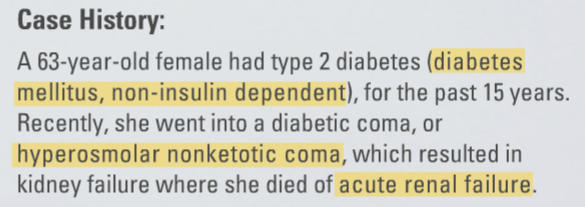 Case History:
A 63-year-old female had type 2 diabetes (diabetes
mellitus, non-insulin dependent), for the past 15 years.
Recently, she went into a diabetic coma, or
hyperosmolar nonketotic coma, which resulted in
kidney failure where she died of acute renal failure.